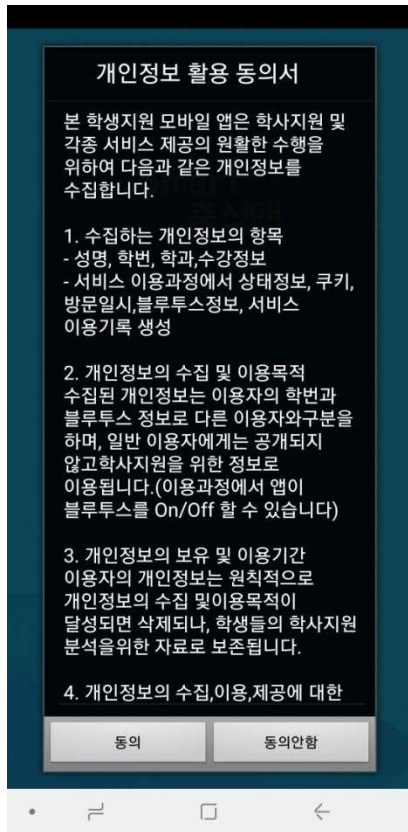 개인정보 활용 동의서
본 학생지원 모바일 앱은 학사지원 및
각종 서비스 제공의 원활한 수행을
위하여 다음과 같은 개인정보를
수집합니다.
1. 수집하는 개인정보의 항목
- 성명, 학번, 학과,수강정보
- 서비스 이용과정에서 상태정보, 쿠키,
방문일시,블루투스정보, 서비스
이용기록 생성
2. 개인정보의 수집 및 이용목적
수집된 개인정보는 이용자의 학번과
블루투스 정보로 다른 이용자와구분을
하며, 일반 이용자에게는 공개되지
않고학사지원을 위한 정보로
이용됩니다.(이용과정에서 앱이
블루투스를 On/Off 할 수 있습니다)
3. 개인정보의 보유 및 이용기간
이용자의 개인정보는 원칙적으로
개인정보의 수집 및이용목적이
달성되면 삭제되나, 학생들의 학사지원
분석을위한 자료로 보존됩니다.
4. 개인정보의 수집,이용,제공에 대한
동의 동의안함